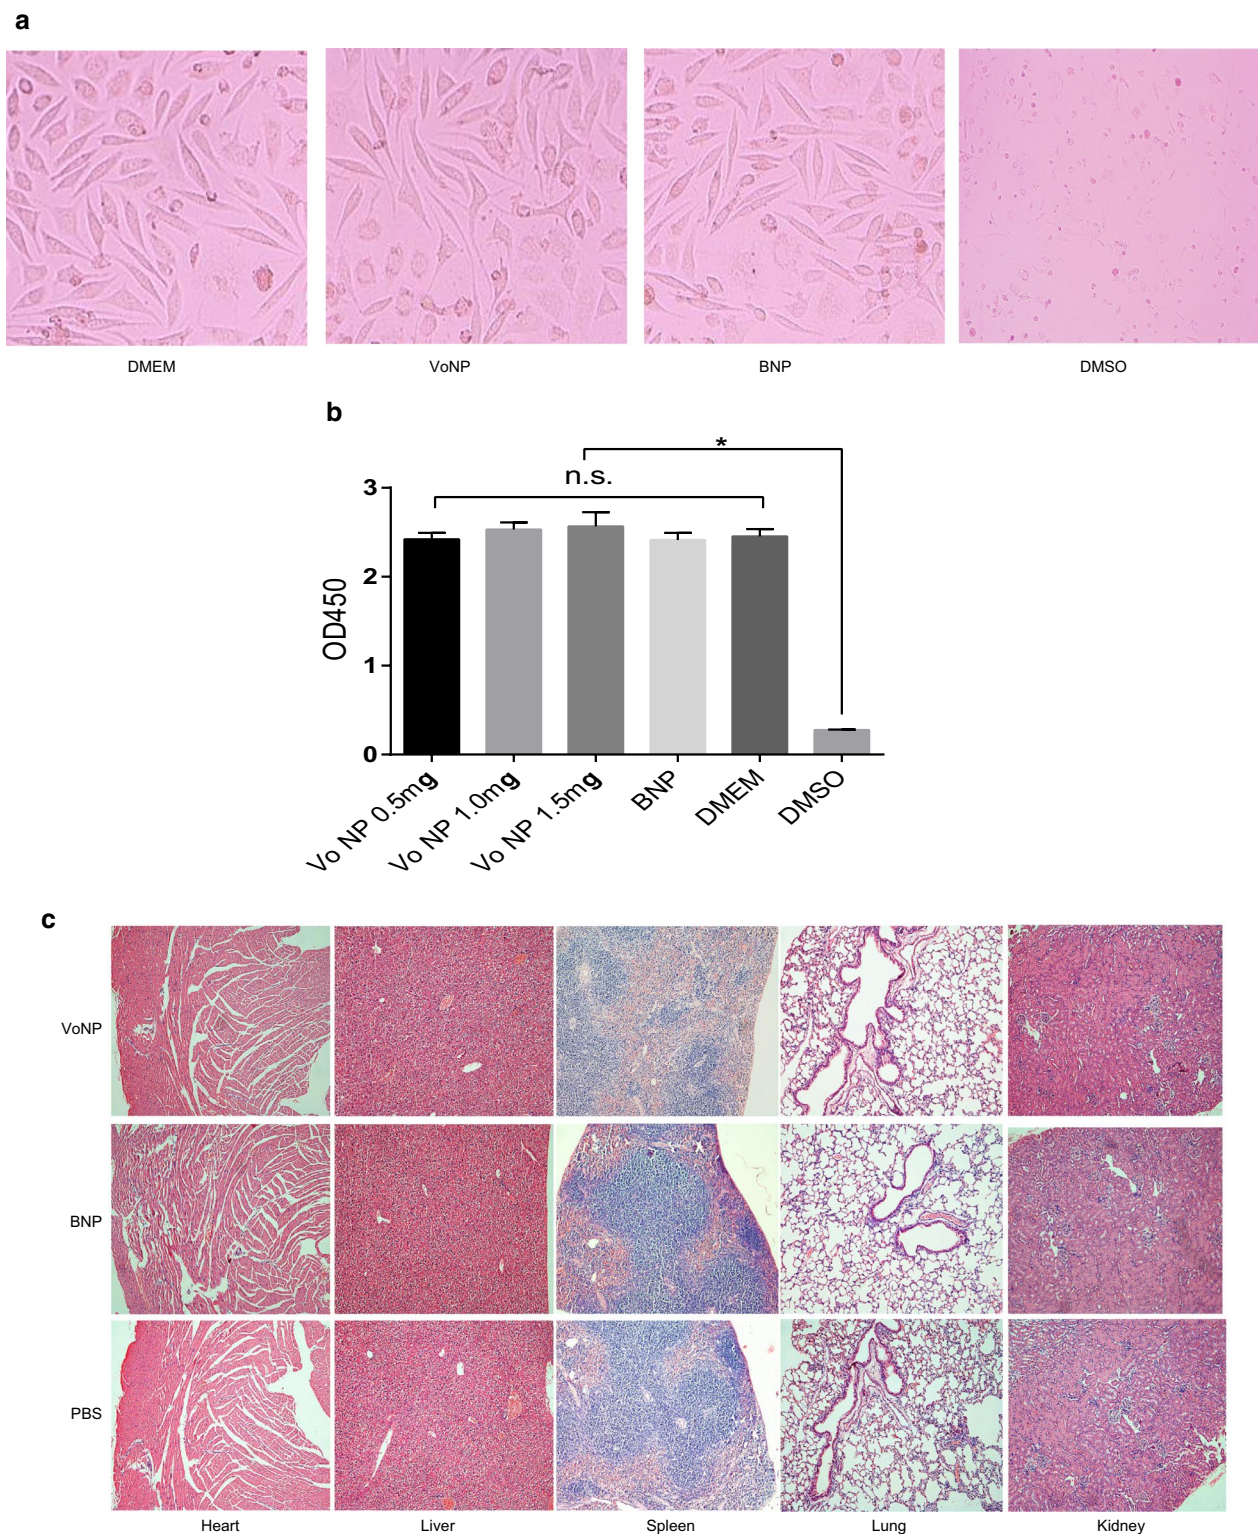 a
DMEM
VoNP
BNP
DMSO
b
*
n.s.
3
2
1
0
OD450
Vo NP 0.5mg
Vo NP 1.0mg
Vo NP 1.5mg
BNP
DMEM
DMSO
c
VoNP
BNP
PBS
Heart
Liver
Spleen
Lung
Kidney